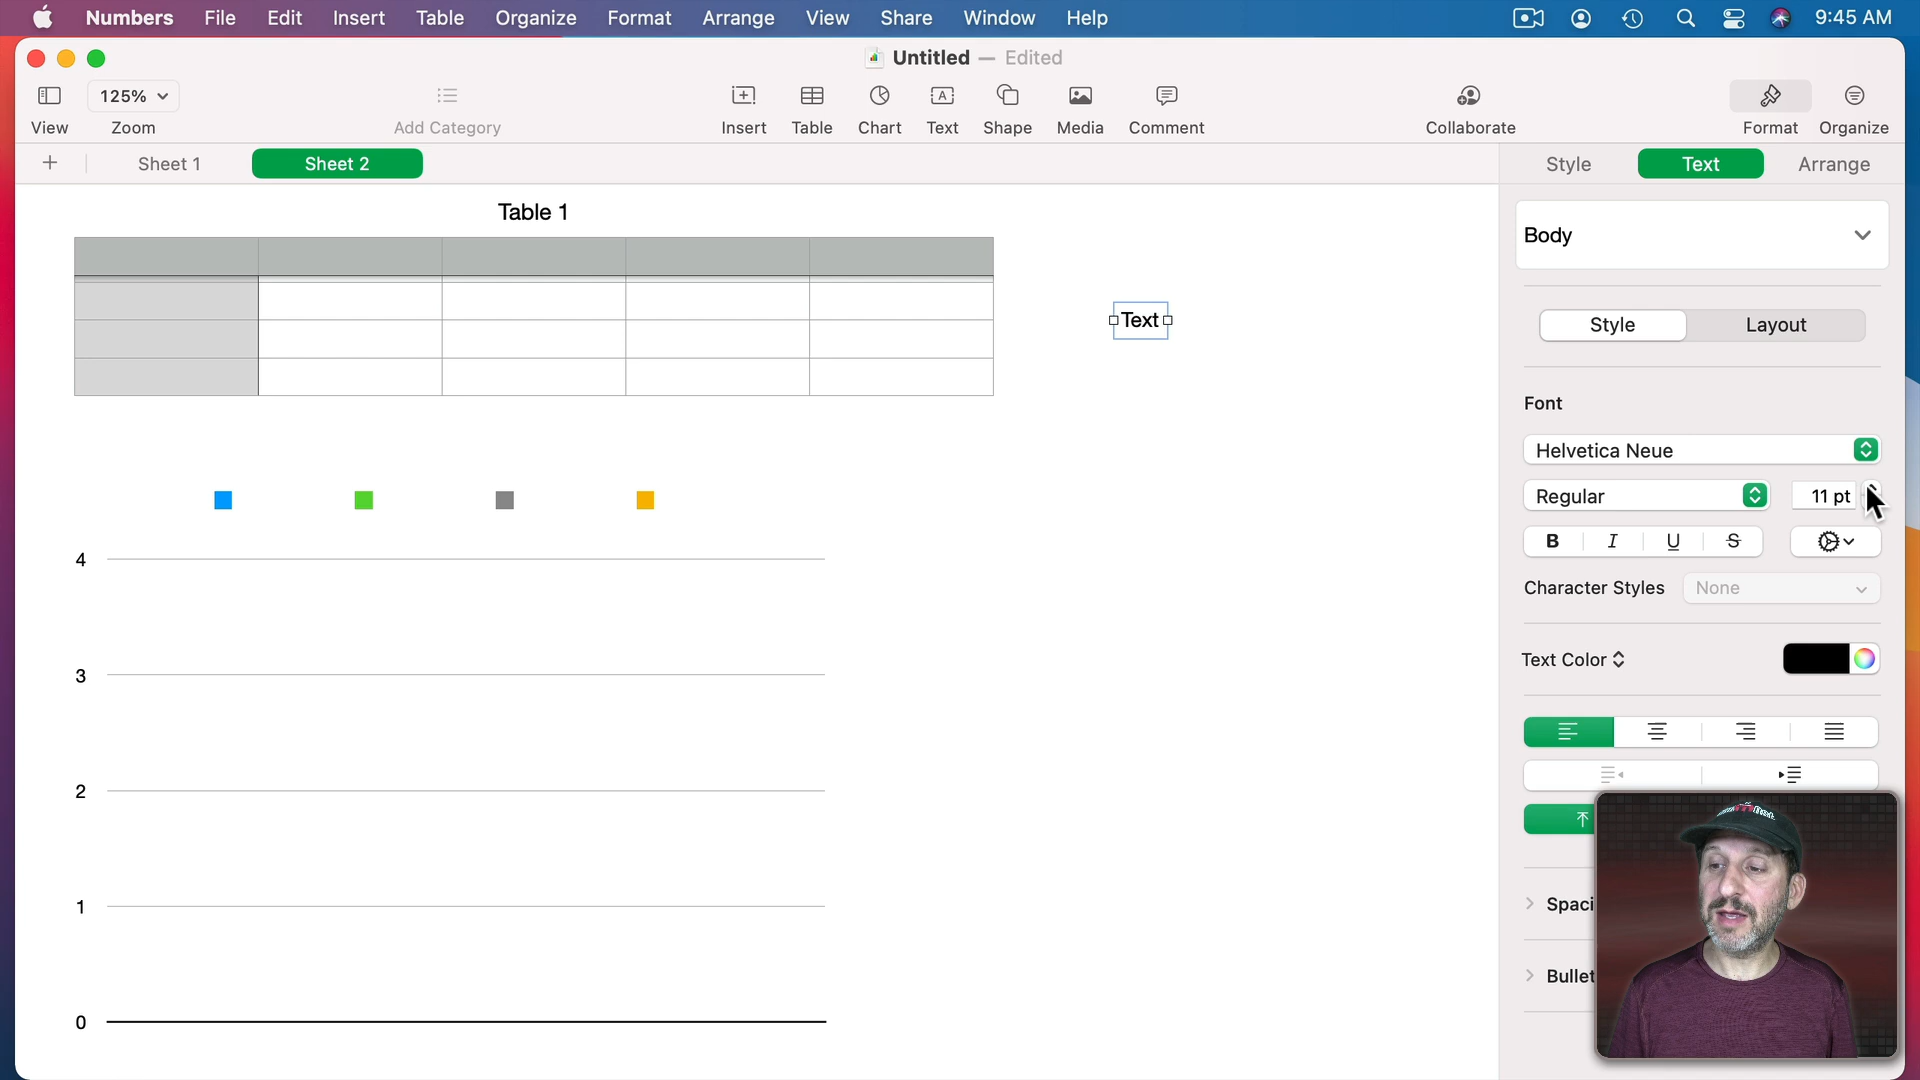 Numbers File Edit Insert Table Organize Format Arrange View Share Window Help 9:45 AM
Untitled — Edited
125%
View Zoom Add Category Insert Table Chart Text Shape Media Comment Collaborate Format Organize
+ Sheet 1 Sheet 2 Style Text Arrange
Table 1
Body
Text
Style Layout
Font
Helvetica Neue
Regular 11 pt
B I U S
Character Styles None
Text Color
4
3
2
1
0
Spaci
Bullet